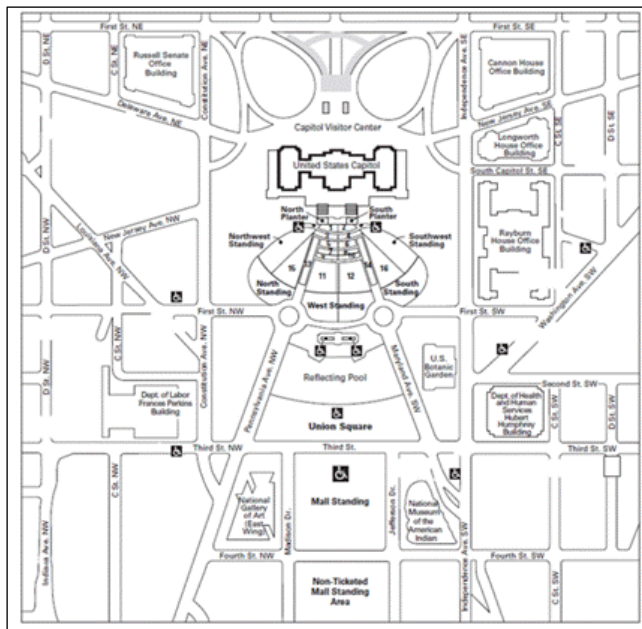 First St. NE
First St. SE
D St. NE
C St. NE
Russell Senate
Office
Building
Constitution Ave. NE
Independence Ave. SE
Cannon House
Office Building
Delaware Ave. NE
Capitol Visitor Center
New Jersey Ave. SE
Longworth
House Office
Building
C St. SE
D St. SE
United States Capitol
South Capitol St. SE
North
Planter
South
Planter
Northwest
Standing
Southwest
Standing
Rayburn
House Office
Building
New Jersey Ave. NW
Louisiana Ave. NW
D St. NW
1
2
15
13
11
12
14
16
North
Standing
South
Standing
West Standing
Washington Ave. SW
First St. NW
First St. SW
C St. NW
Constitution Ave. NW
D St. NW
Pennsylvania Ave. NW
Maryland Ave. SW
U.S.
Botanic
Garden
Reflecting Pool
Dept. of Labor
Frances Perkins
Building
Second St. SW
Dept. of Health
and Human
Services
Hubert
Humphrey
Building
C St. SW
D St. SW
Union Square
Third St. NW
Third St.
Third St. SW
C St. NW
National
Gallery
of Art
(East
Wing)
Madison Dr.
Mall Standing
Jefferson Dr.
National
Museum
of the
American
Indian
Independence Ave. SW
Indiana Ave. NW
Fourth St. NW
Fourth St. SW
Non-Ticketed
Mall Standing
Area
C St. SW